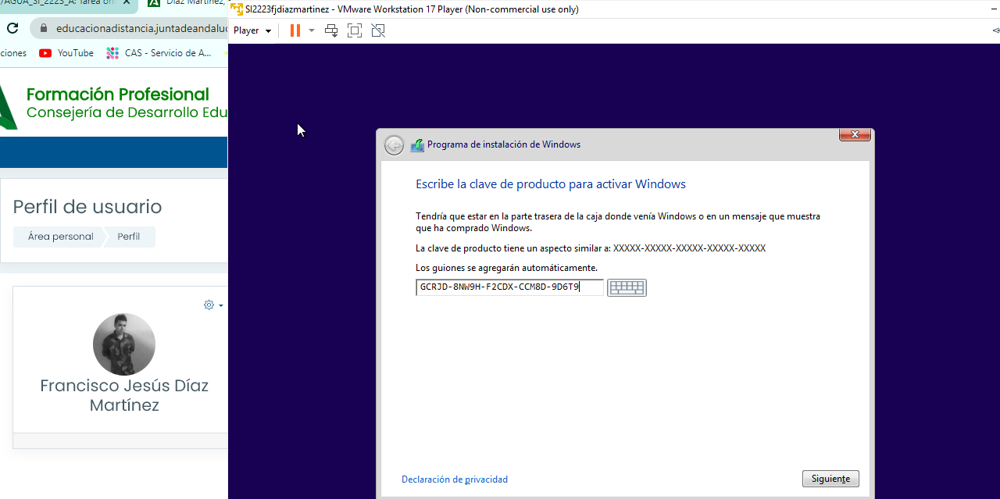 /AGUA_SI_2223_A: Tarea onl
Díaz Martínez,
SI2223fjdiazmartinez - VMware Workstation 17 Player (Non-commercial use only)
educacionadistancia.juntadeandaluc
Player
ciones
YouTube
CAS - Servicio de A...
Formación Profesional
Consejería de Desarrollo Edu
Perfil de usuario
Área personal
Perfil
Francisco Jesús Díaz
Martínez
Programa de instalación de Windows
Escribe la clave de producto para activar Windows
Tendría que estar en la parte trasera de la caja donde venía Windows o en un mensaje que muestra
que ha comprado Windows.
La clave de producto tiene un aspecto similar a: XXXXX-XXXXX-XXXXX-XXXXX-XXXXX
Los guiones se agregarán automáticamente.
GCRJD-8NW9H-F2CDX-CCM8D-9D6T9
Declaración de privacidad
Siguiente